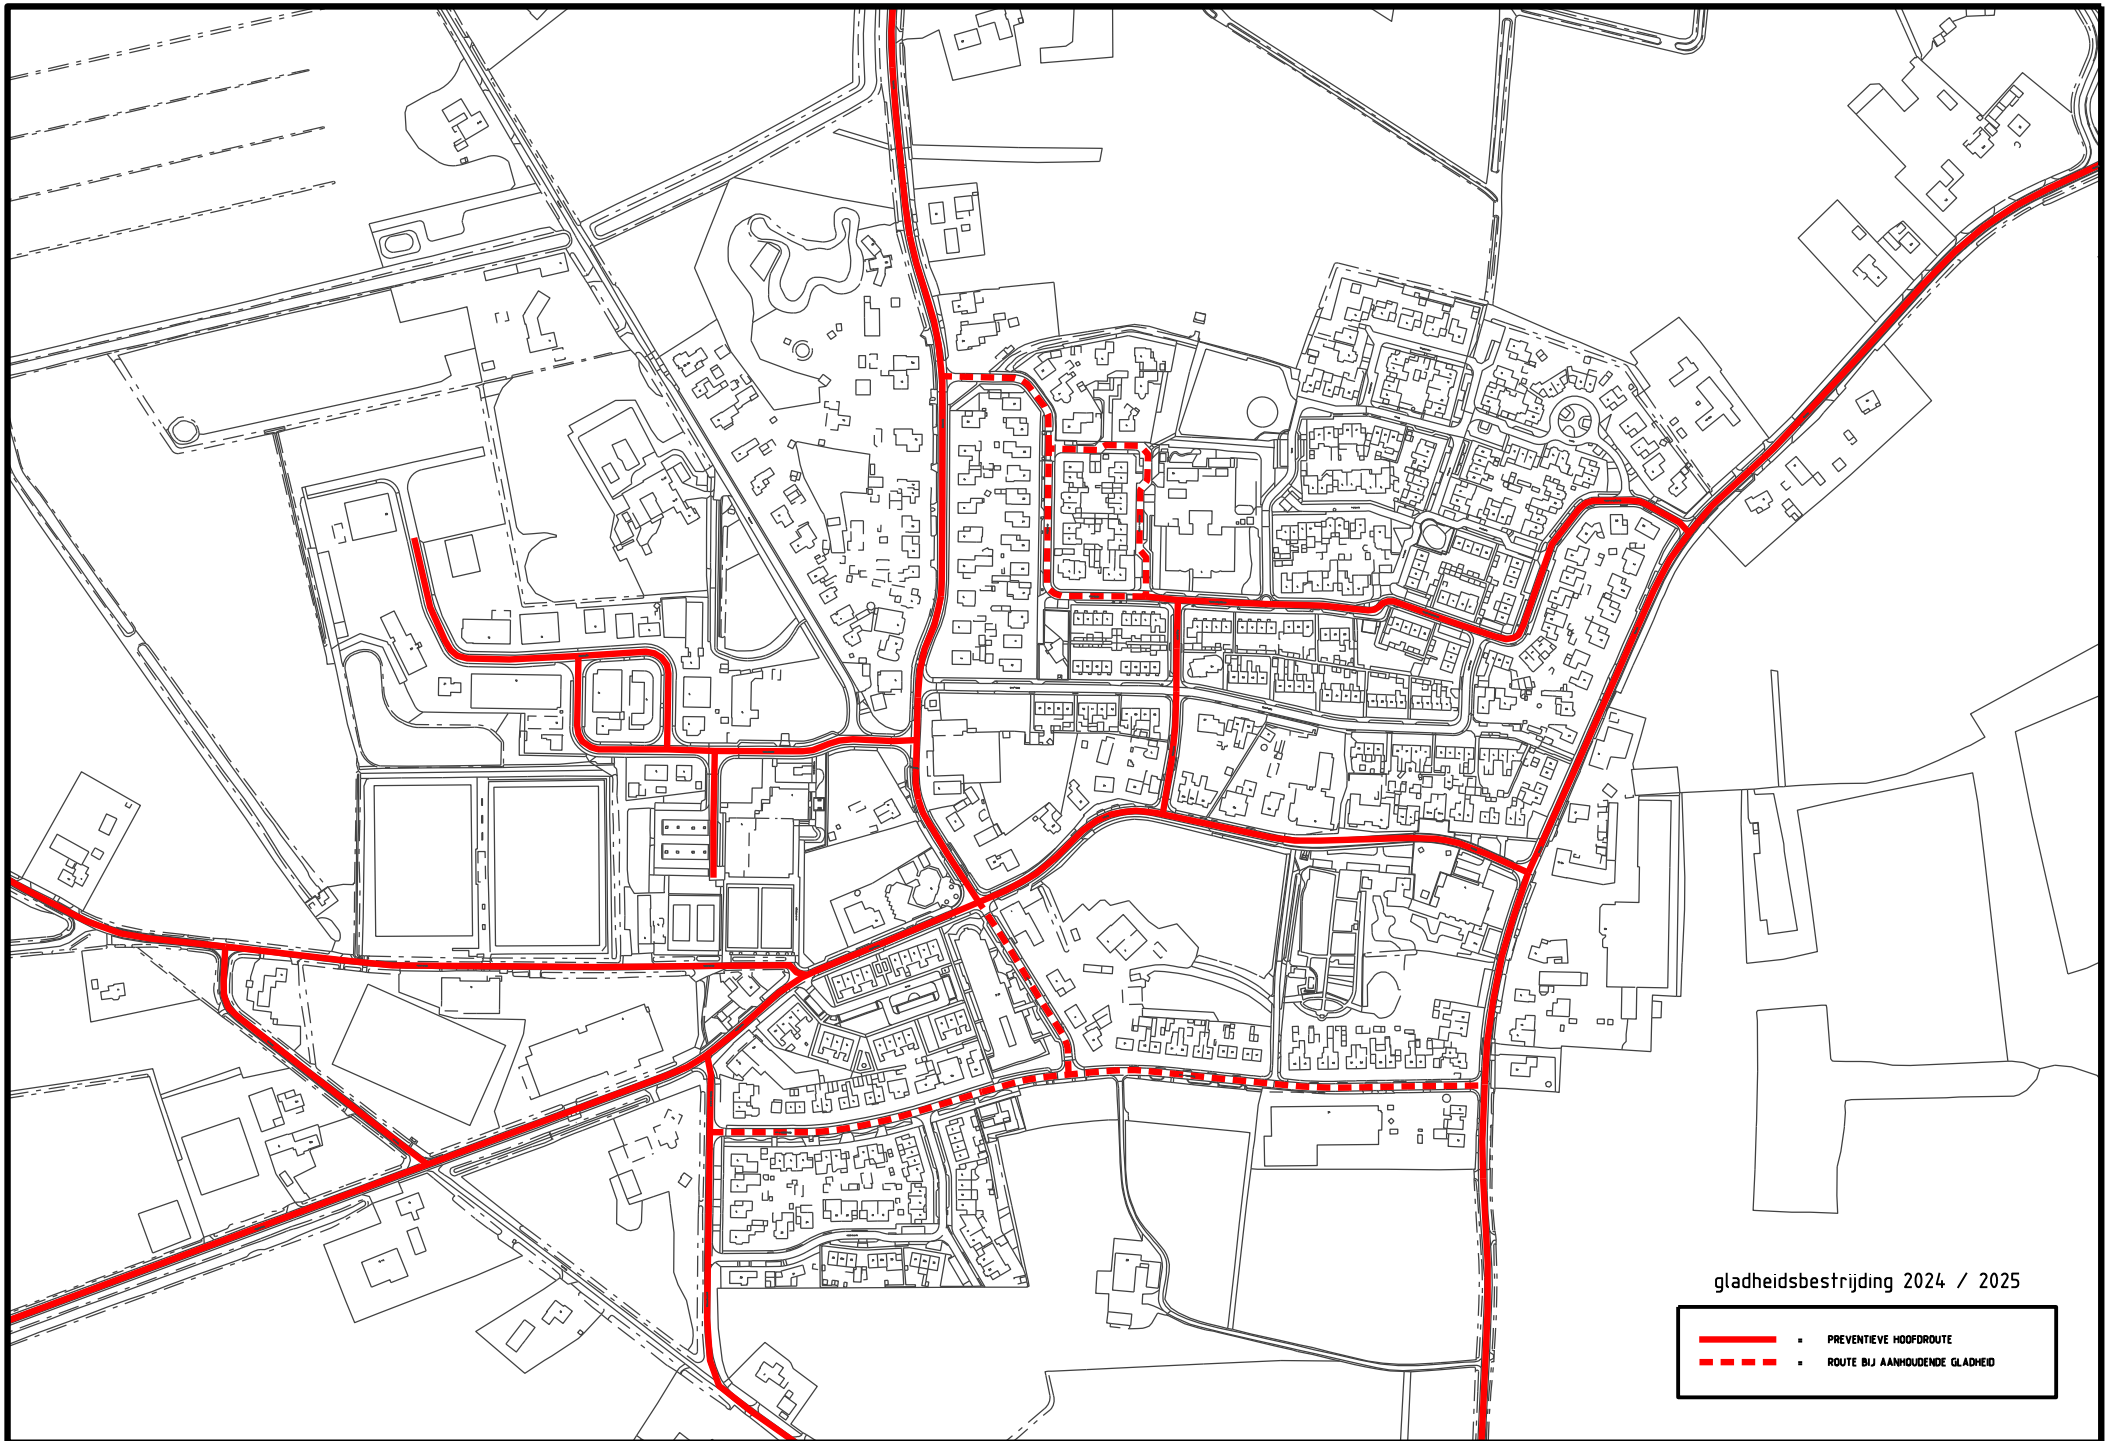 gladheidsbestrijding 2024 / 2025
PREVENTIEVE HOOFDROUTE
ROUTE BIJ AANHOUDENDE GLADHEID